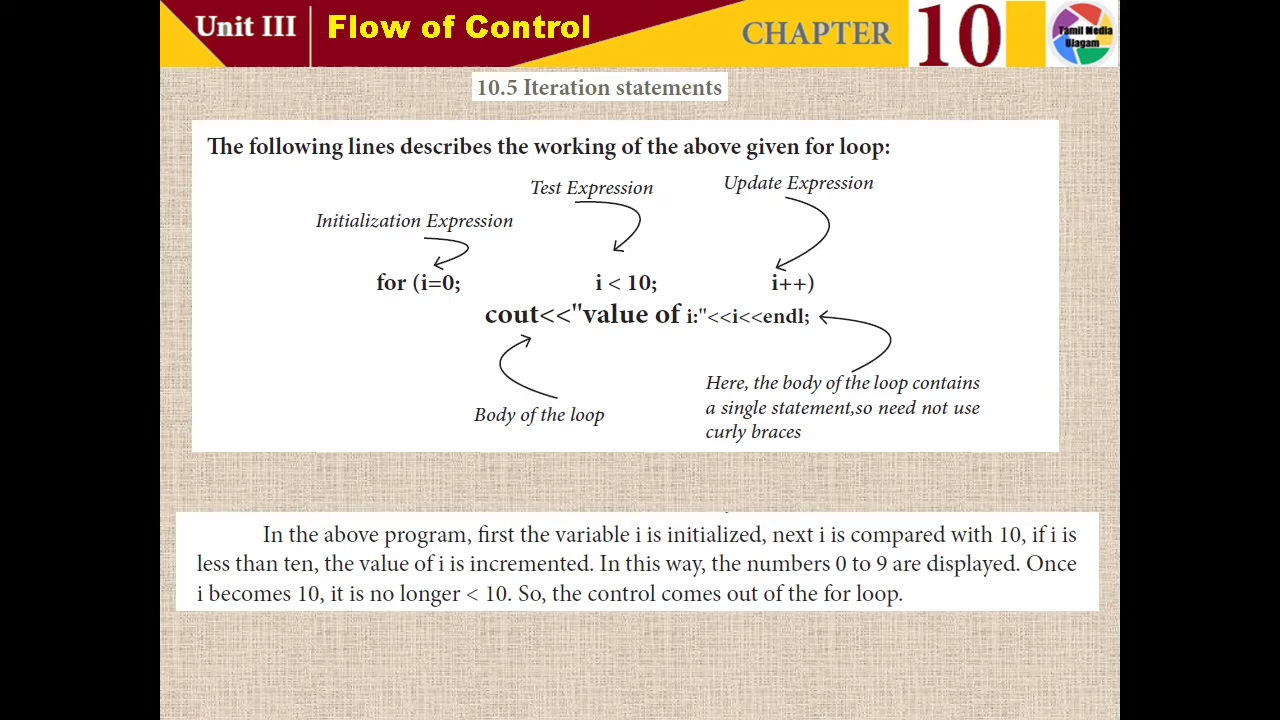 Unit III
Flow of Control
CHAPTER 10
Tamil Media
Ulagam
10.5 Iteration statements
The following lines describes the working of the above given for loop:
Initialization Expression
Test Expression
Update Expression
for (i=0; i < 10; i++)
cout<<"value of i:"<<i<<endl;
Body of the loop
Here, the body of the loop contains
a single statement,so need not use
curly braces
In the above program, first the variable i is initialized, next i is compared with 10, if i is
less than ten, the value of i is incremented. In this way, the numbers 0 to 9 are displayed. Once
i becomes 10, it is no longer < 10. So, the control comes out of the for loop.